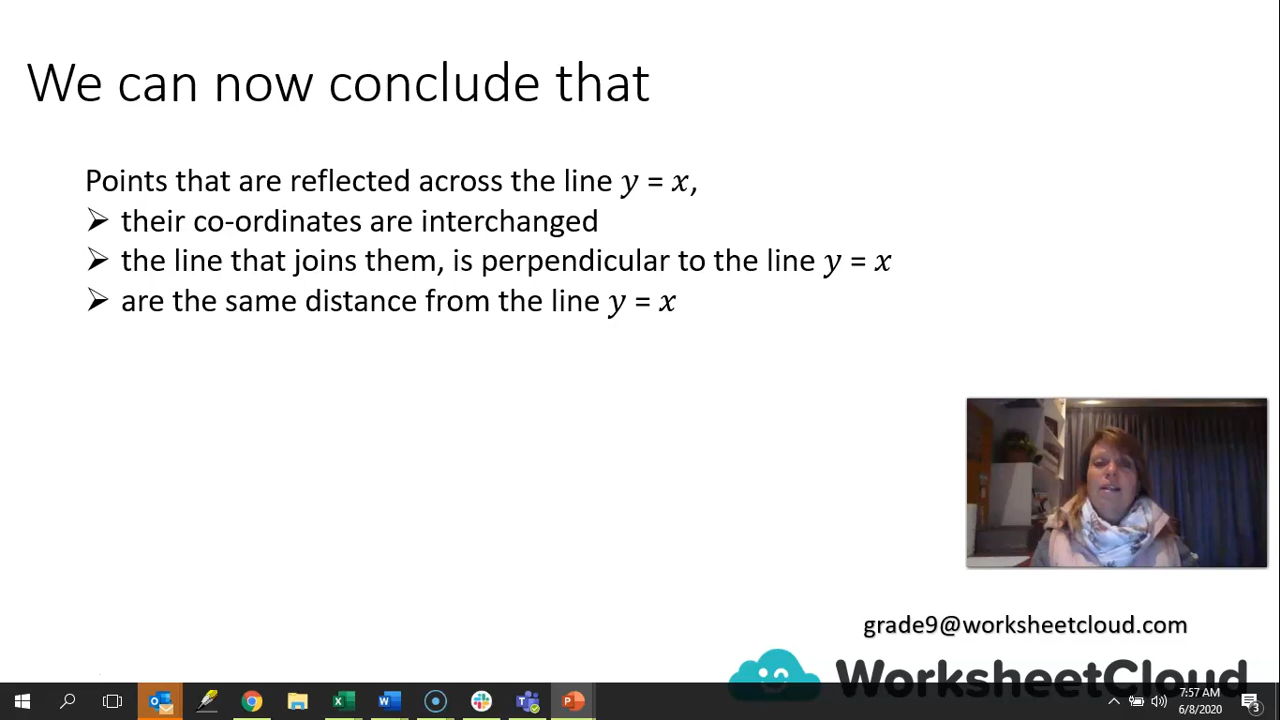 We can now conclude that
Points that are reflected across the line y = x,
➢ their co-ordinates are interchanged
➢ the line that joins them, is perpendicular to the line y = x
➢ are the same distance from the line y = x
grade9@worksheetcloud.com
WorksheetCloud
7:57 AM
6/8/2020
3